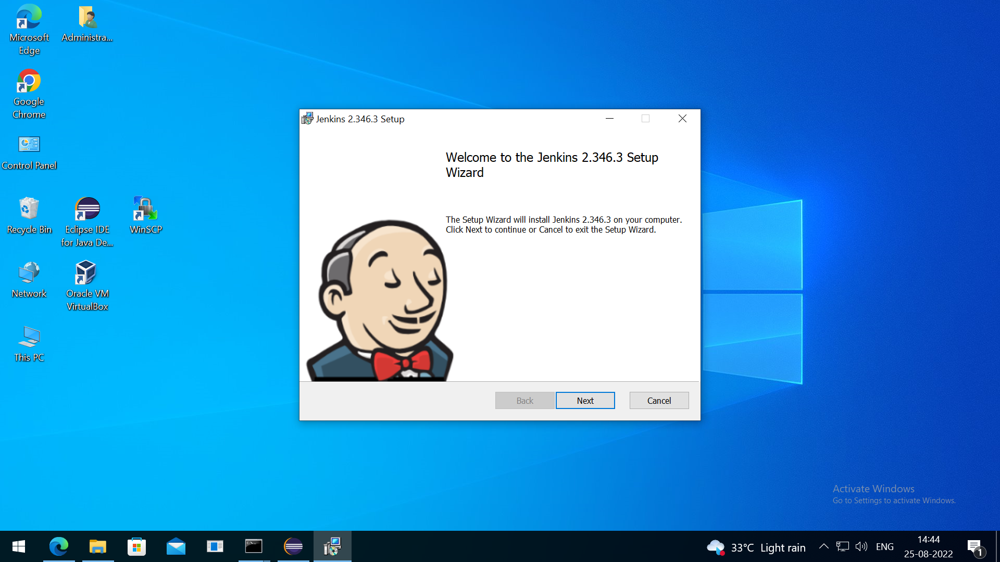 Microsoft
Edge
Administra...
Google
Chrome
Control Panel
Recycle Bin
Eclipse IDE
for Java De...
WinSCP
Network
Oracle VM
VirtualBox
This PC
Jenkins 2.346.3 Setup
Welcome to the Jenkins 2.346.3 Setup
Wizard
The Setup Wizard will install Jenkins 2.346.3 on your computer.
Click Next to continue or Cancel to exit the Setup Wizard.
Back
Next
Cancel
Activate Windows
Go to Settings to activate Windows.
33°C Light rain
ENG
14:44
25-08-2022
1